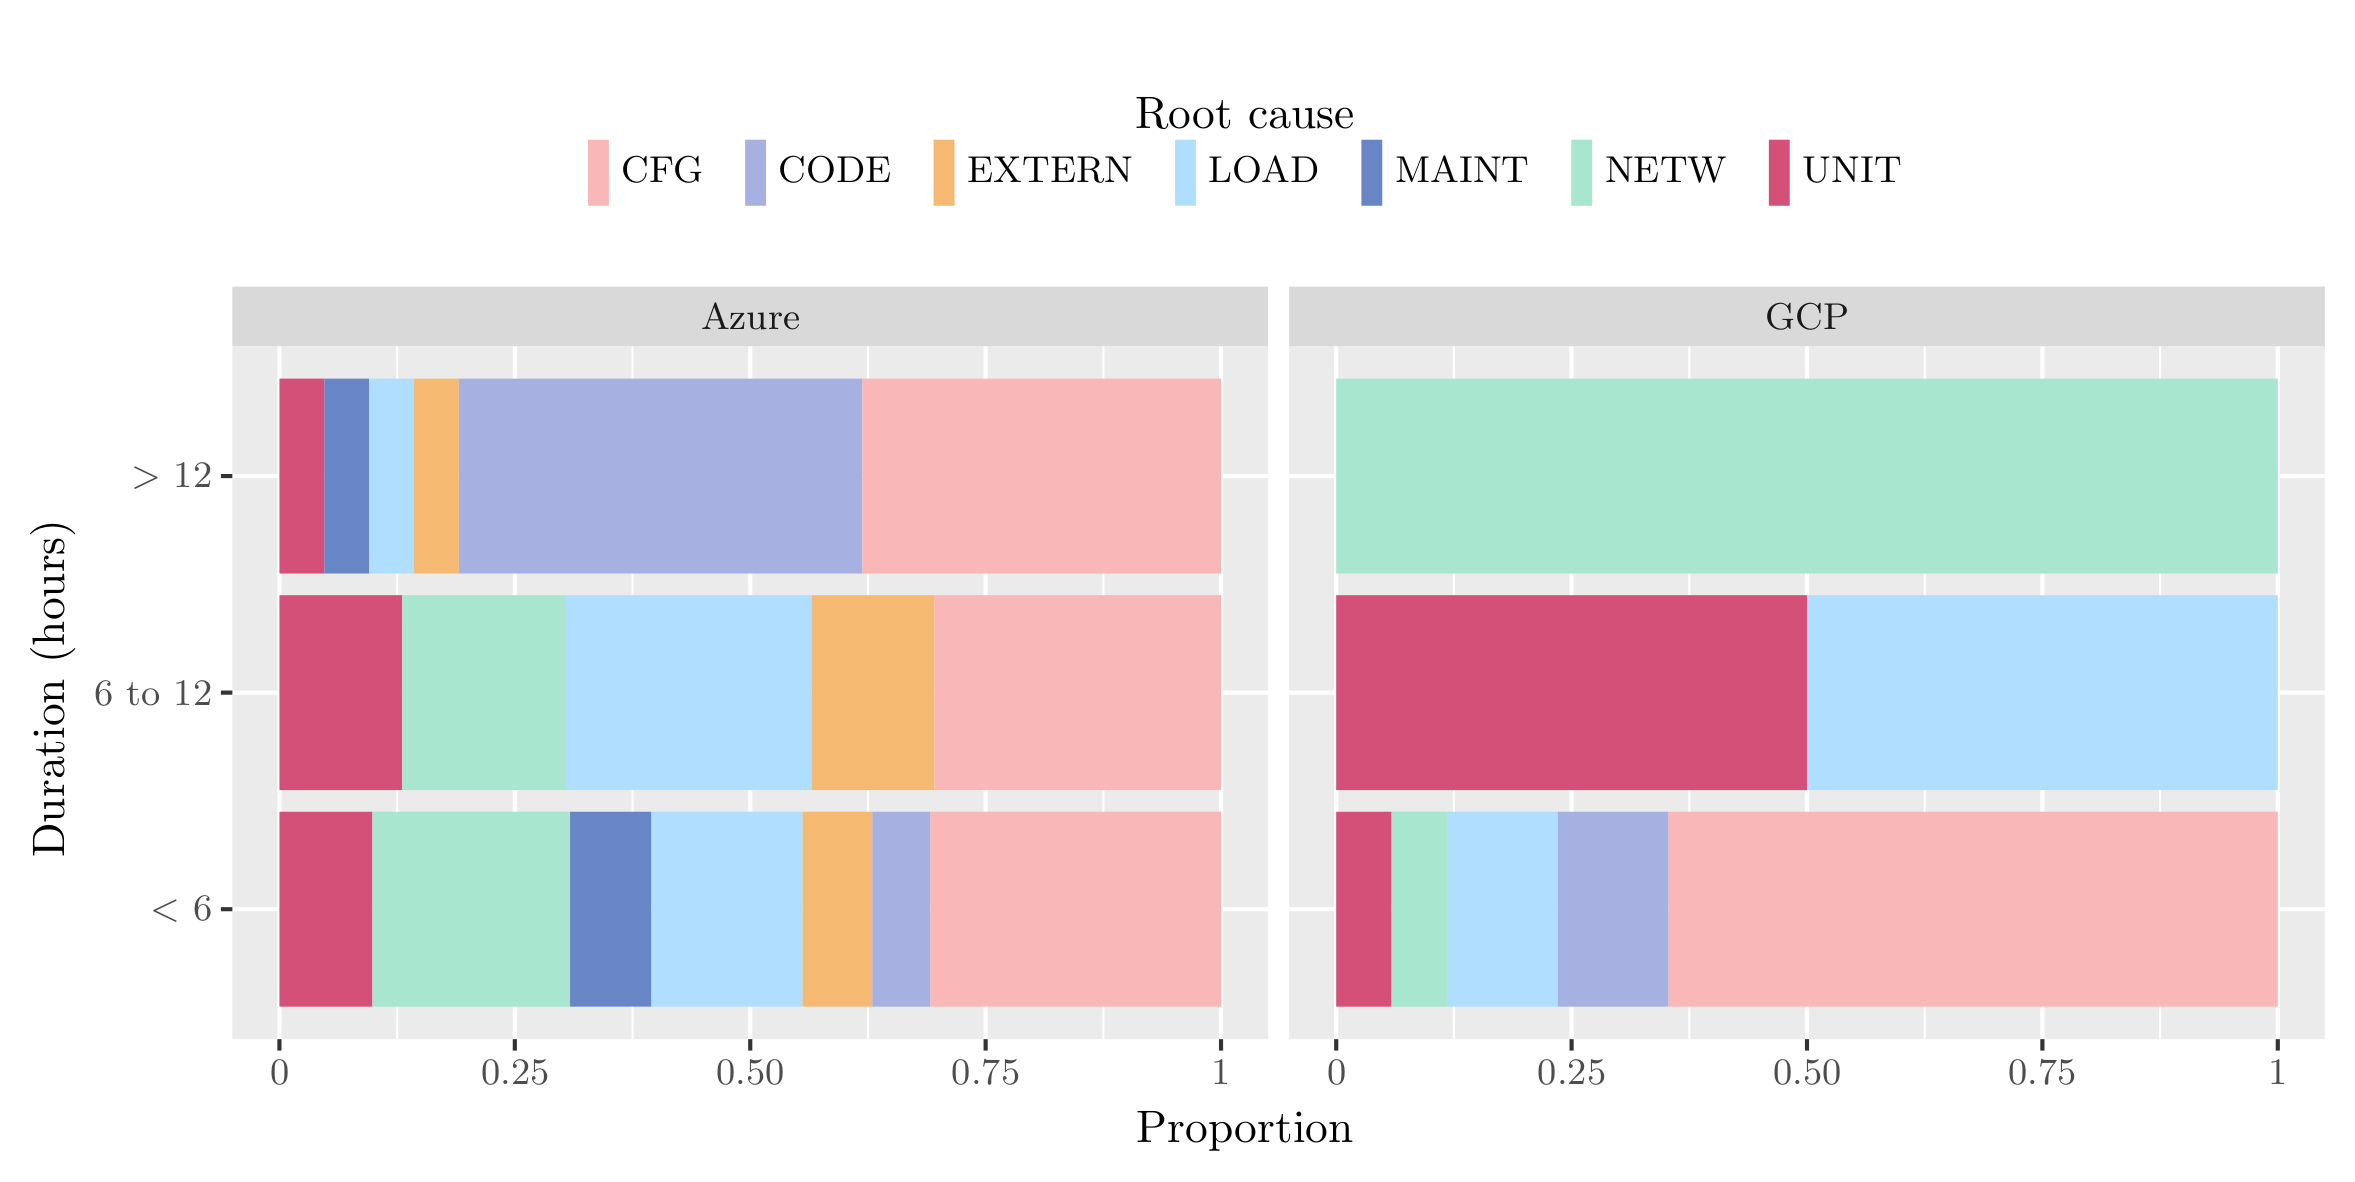 Root cause
CFG CODE EXTERN LOAD MAINT NETW UNIT
Azure GCP
> 12
6 to 12
< 6
Duration (hours)
0 0.25 0.50 0.75 1 0 0.25 0.50 0.75 1
Proportion